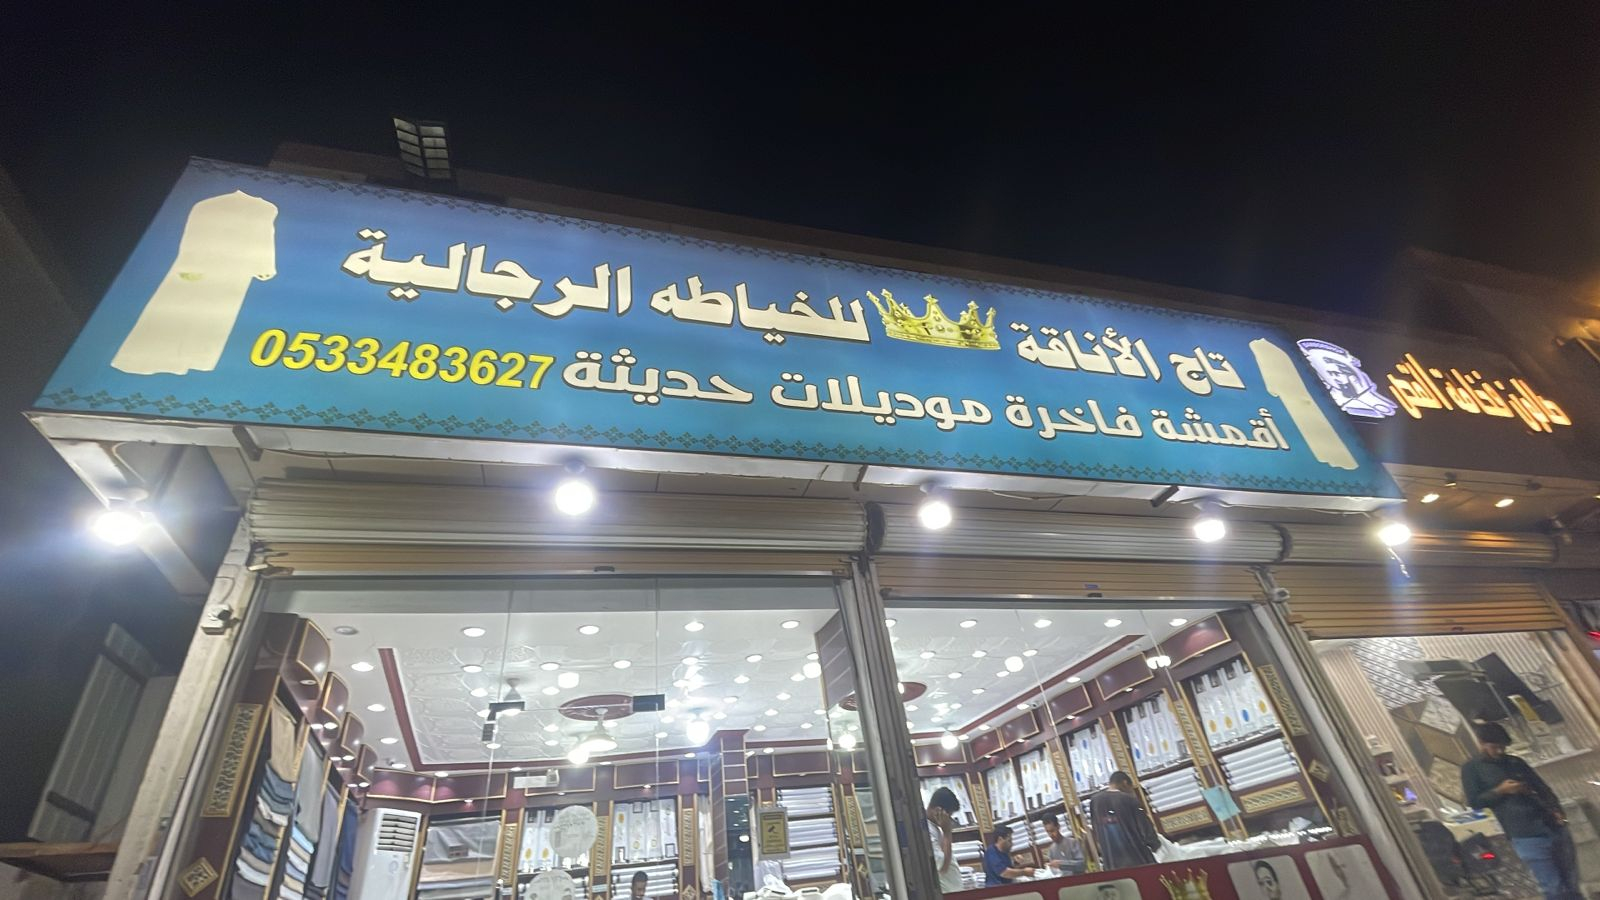 تاج الأناقة للخياطه الرجالية
أقمشة فاخرة موديلات حديثة 0533483627